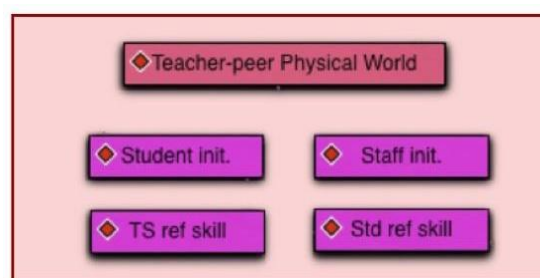 Teacher-peer Physical World
Student init.
Staff init.
TS ref skill
Std ref skill